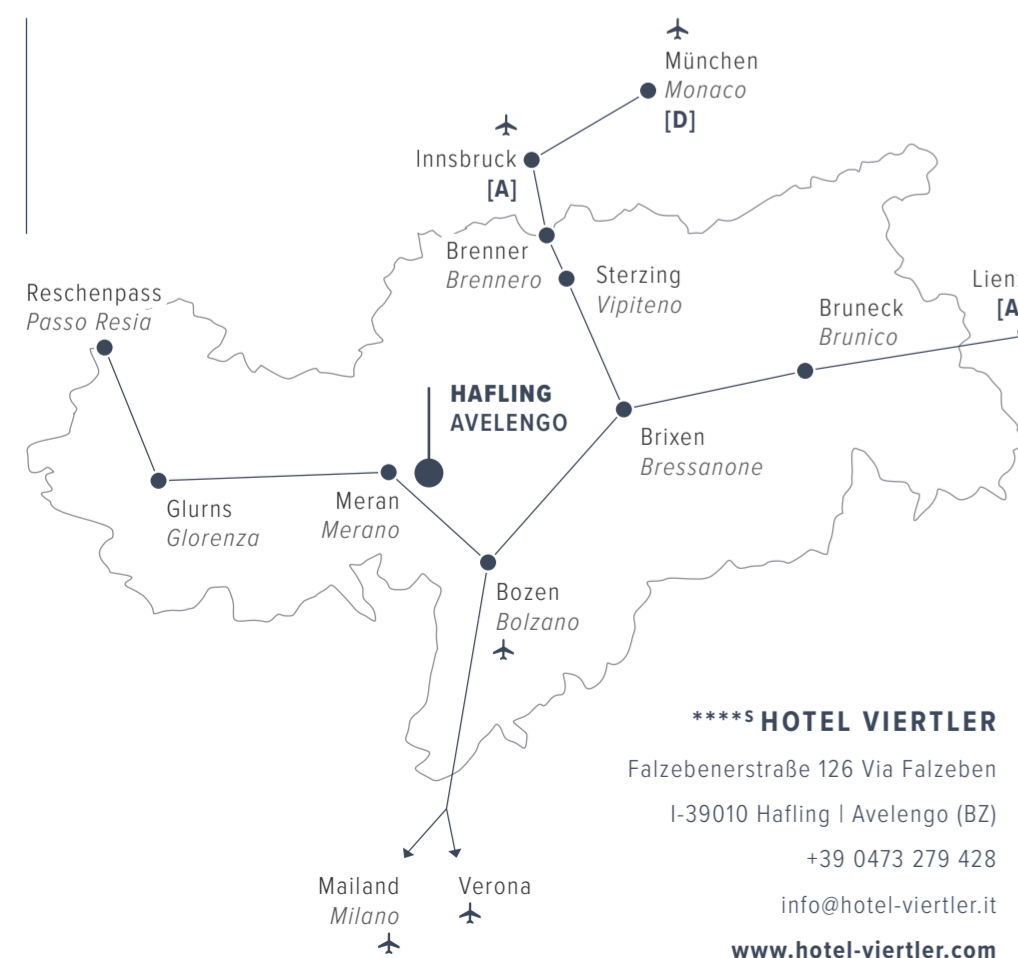 München
Monaco
[D]
Innsbruck
[A]
Brenner
Brennero
Sterzing
Vipiteno
Reschenpass
Passo Resia
Bruneck
Brunico
HAFLING
AVELENGO
Brixen
Bressanone
Glurns
Glorenza
Meran
Merano
Bozen
Bolzano
****S HOTEL VIERTLER
Falzebenerstraße 126 Via Falzeben
I-39010 Hafling | Avelengo (BZ)
+39 0473 279 428
info@hotel-viertler.it
www.hotel-viertler.com
Mailand
Milano
Verona